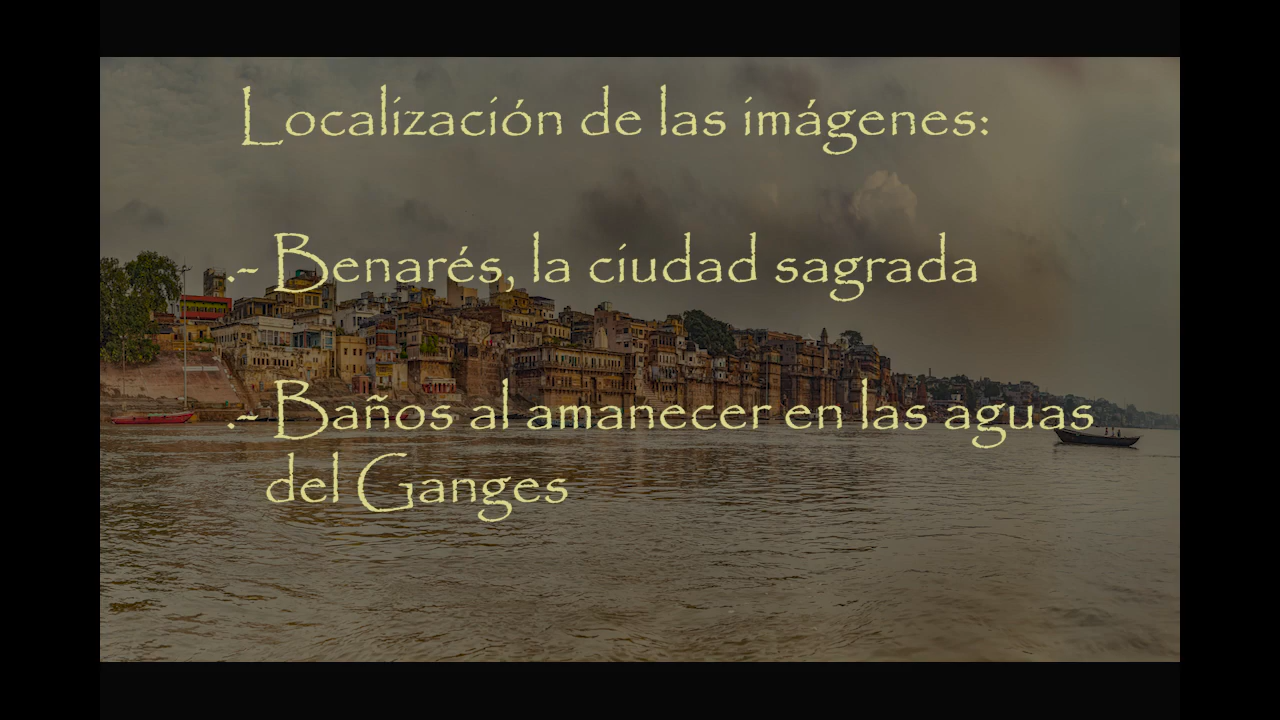 Localización de las imágenes:
.- Benarés, la ciudad sagrada
.- Baños al amanecer en las aguas
del Ganges